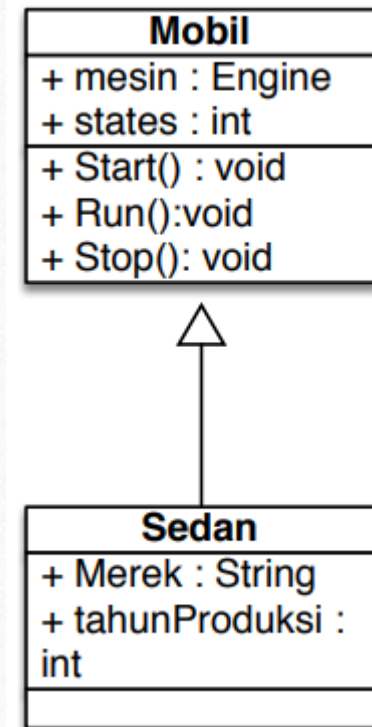 Mobil
+ mesin : Engine
+ states : int
+ Start() : void
+ Run():void
+ Stop(): void
Sedan
+ Merek : String
+ tahunProduksi :
int